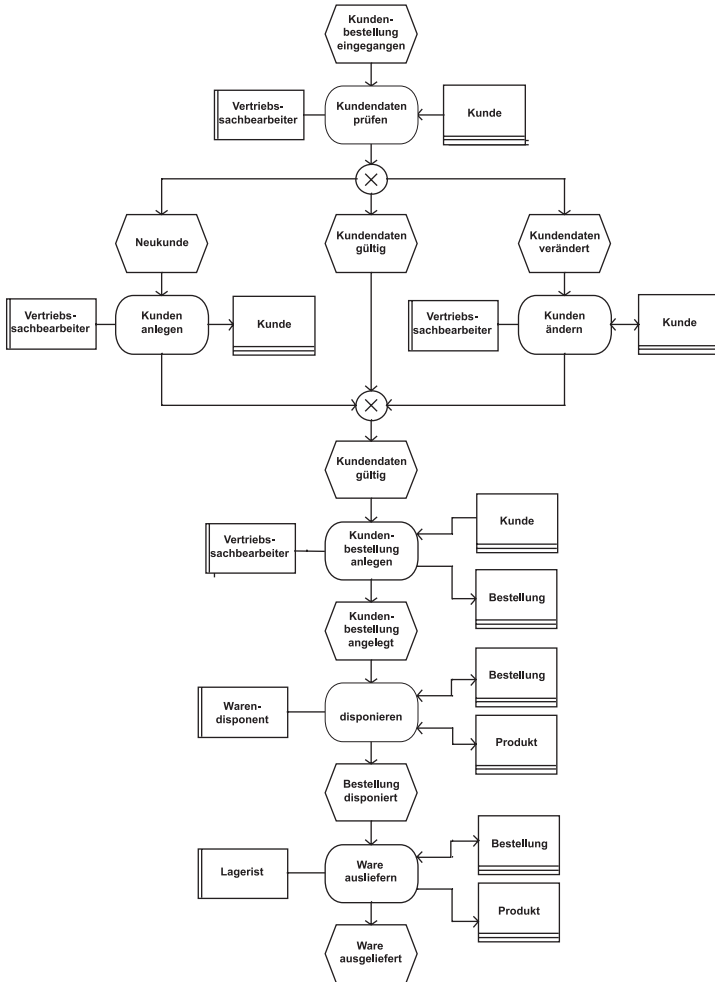 Kunden-
bestellung
eingegangen
Vertriebs-
sachbearbeiter
Kundendaten
prüfen
Kunde
Neukunde
Kundendaten
gültig
Kundendaten
verändert
Vertriebs-
sachbearbeiter
Kunden
anlegen
Kunde
Vertriebs-
sachbearbeiter
Kunden
ändern
Kunde
Kundendaten
gültig
Vertriebs-
sachbearbeiter
Kunden-
bestellung
anlegen
Kunde
Bestellung
Kunden-
bestellung
angelegt
Waren-
disponent
disponieren
Bestellung
Produkt
Bestellung
disponiert
Lagerist
Ware
ausliefern
Bestellung
Produkt
Ware
ausgeliefert